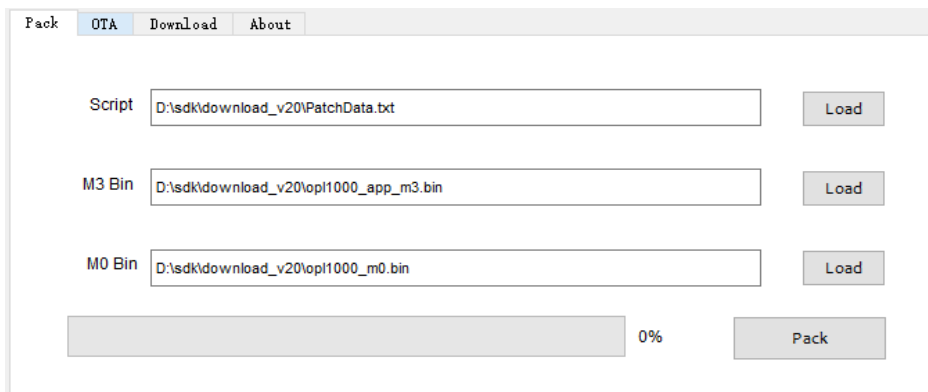 Pack OTA Download About
Script D:\sdk\download_v20\PatchData.txt Load
M3 Bin D:\sdk\download_v20\opl1000_app_m3.bin Load
M0 Bin D:\sdk\download_v20\opl1000_m0.bin Load
0% Pack